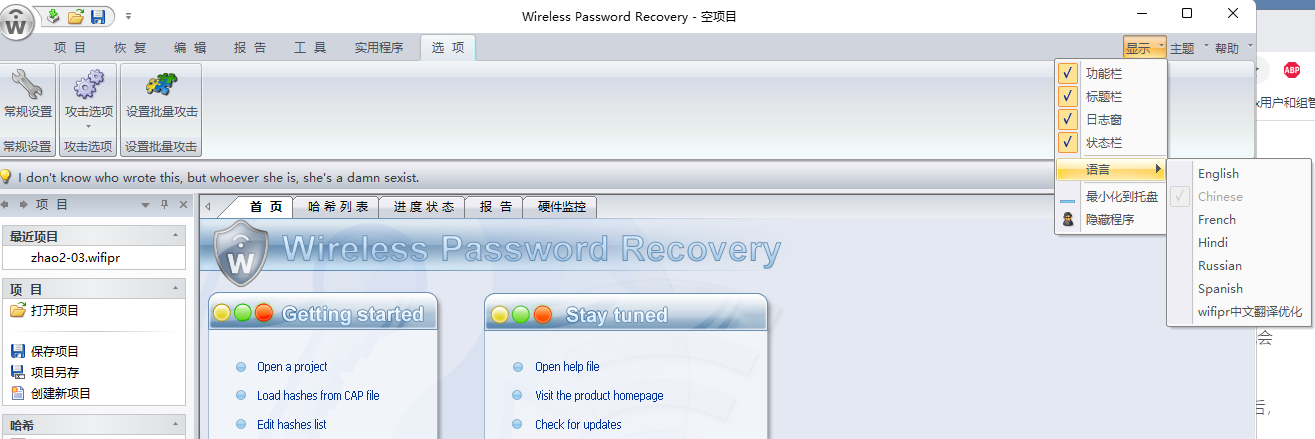 Wireless Password Recovery - 空项目
项 目 恢 复 编 辑 报 告 工 具 实用程序 选 项 显示 主题 帮助
ABP
常规设置 攻击选项 设置批量攻击
常规设置 攻击选项 设置批量攻击
功能栏
标题栏
日志窗
状态栏
语言
最小化到托盘
隐藏程序
English
Chinese
French
Hindi
Russian
Spanish
wifipr中文翻译优化
x用户和组管
I don't know who wrote this, but whoever she is, she's a damn sexist.
项 目
首 页 哈 希 列 表 进 度 状 态 报 告 硬件监控
最近项目
zhao2-03.wifipr
项 目
打开项目
保存项目
项目另存
创建新项目
哈希
W
Wireless Password Recovery
Getting started
Open a project
Load hashes from CAP file
Edit hashes list
Stay tuned
Open help file
Visit the product homepage
Check for updates
会
后,